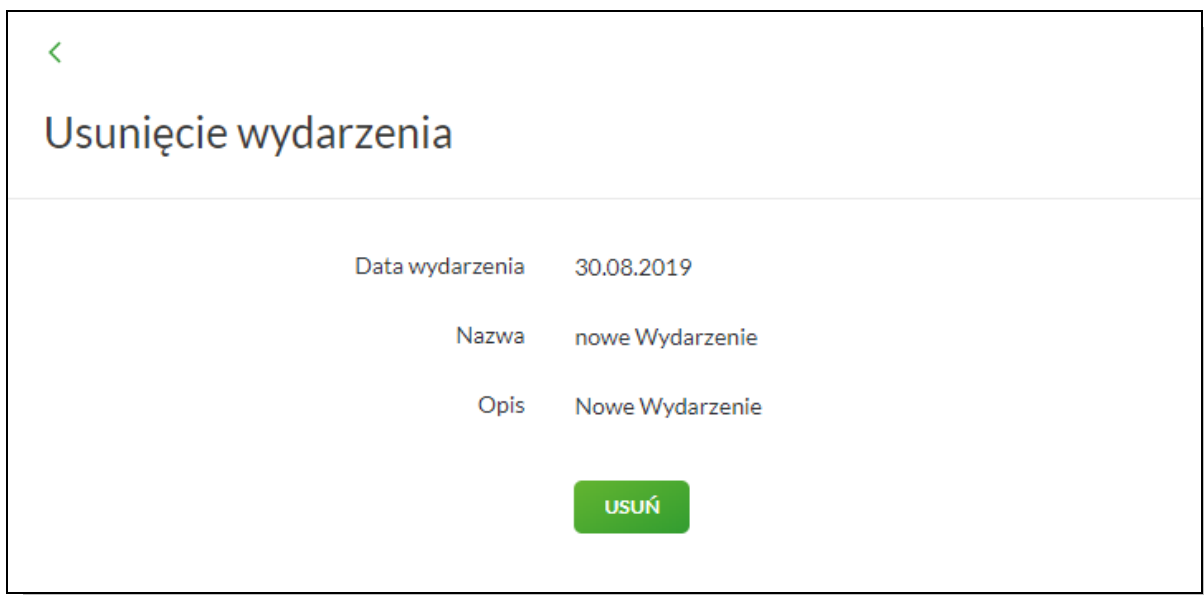 Usunięcie wydarzenia
Data wydarzenia 30.08.2019
Nazwa nowe Wydarzenie
Opis Nowe Wydarzenie
USUŃ